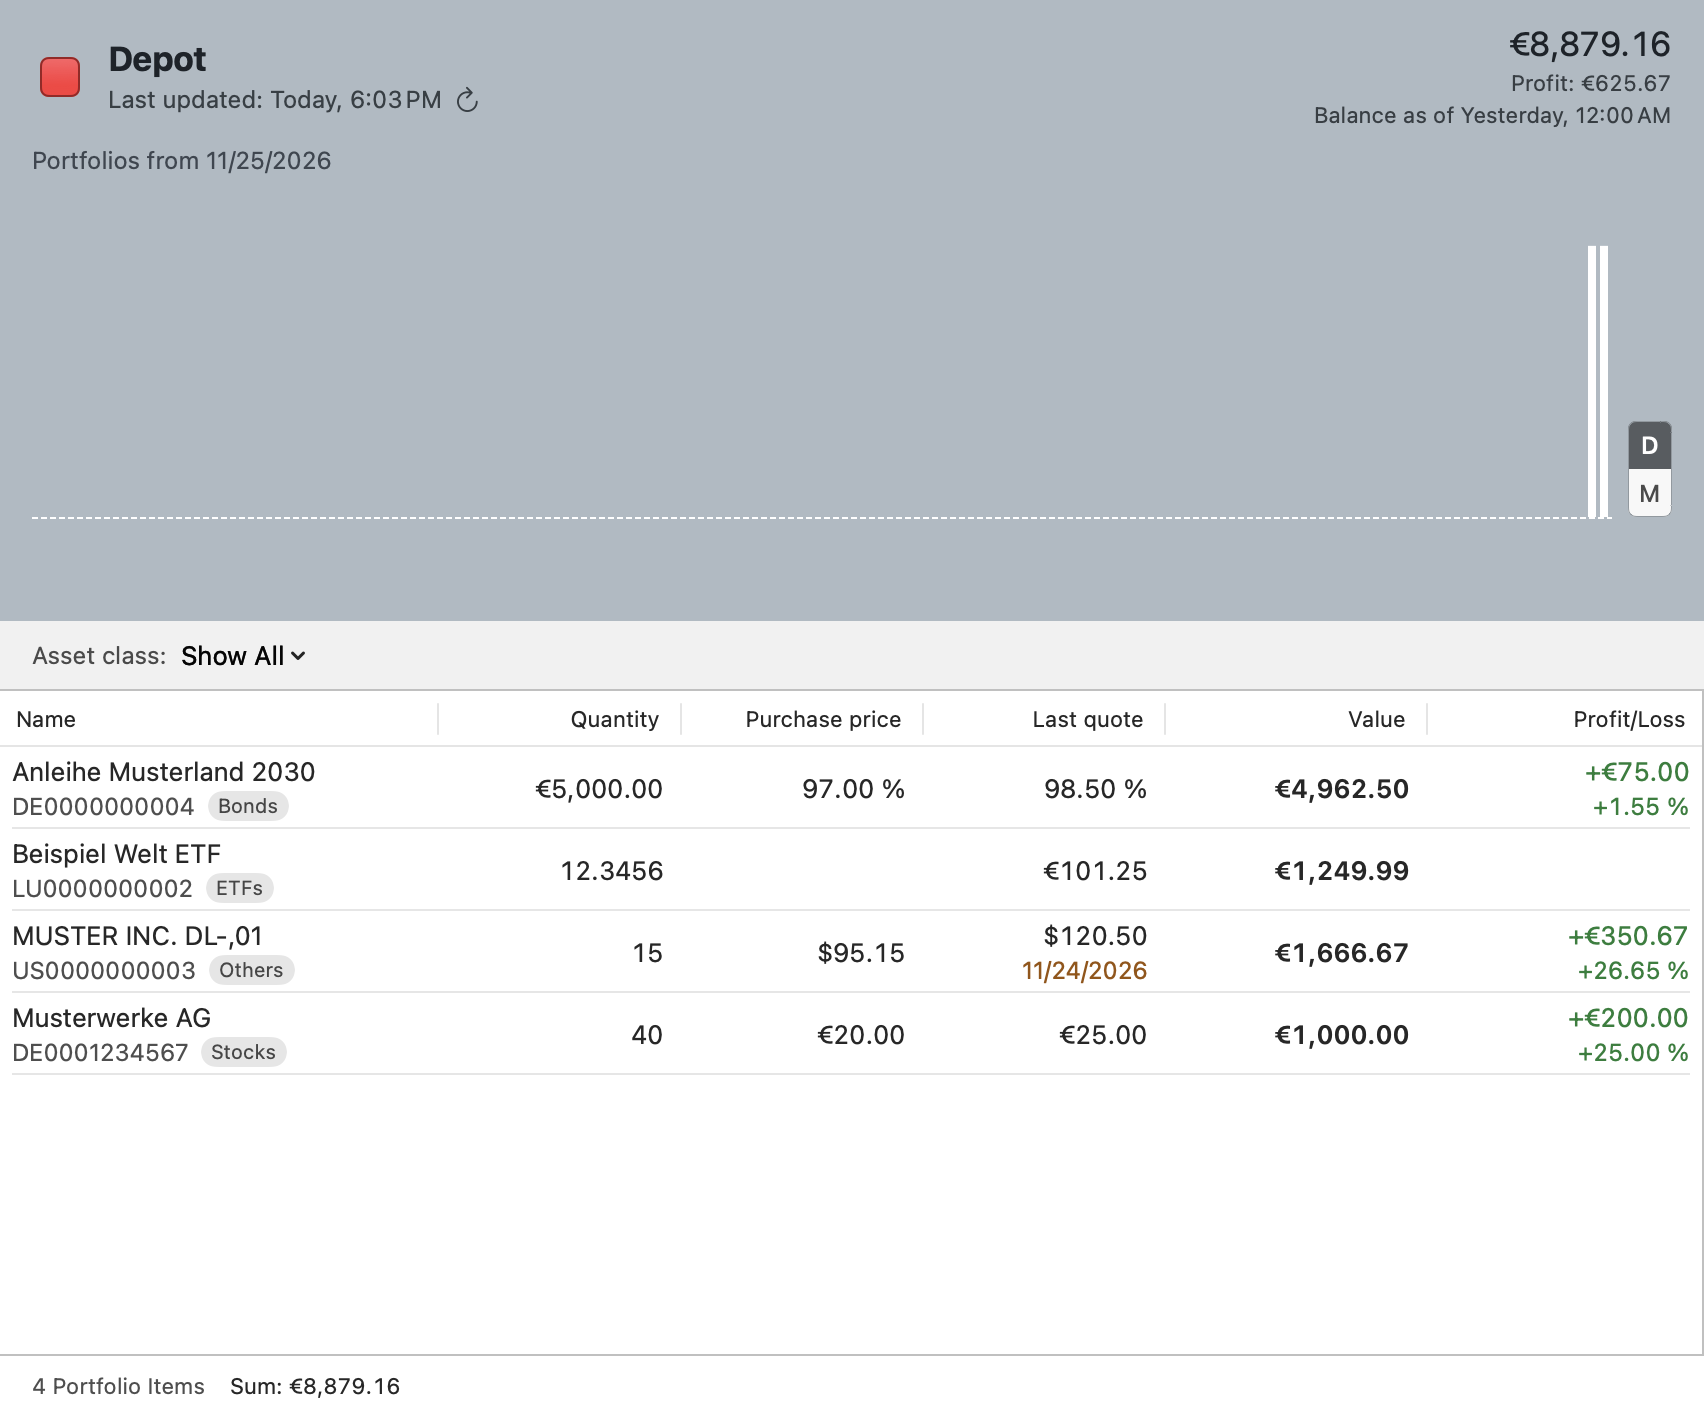 Depot
Last updated: Today, 6:03 PM
€8,879.16
Profit: €625.67
Balance as of Yesterday, 12:00 AM
Portfolios from 11/25/2026
D
M
Asset class: Show All
Name Quantity Purchase price Last quote Value Profit/Loss
Anleihe Musterland 2030
DE0000000004 Bonds
€5,000.00 97.00 % 98.50 % €4,962.50
+€75.00
+1.55 %
Beispiel Welt ETF
LU0000000002 ETFs
12.3456 €101.25 €1,249.99
MUSTER INC. DL-,01
US0000000003 Others
15 $95.15
$120.50
11/24/2026
€1,666.67
+€350.67
+26.65 %
Musterwerke AG
DE0001234567 Stocks
40 €20.00 €25.00 €1,000.00
+€200.00
+25.00 %
4 Portfolio Items Sum: €8,879.16